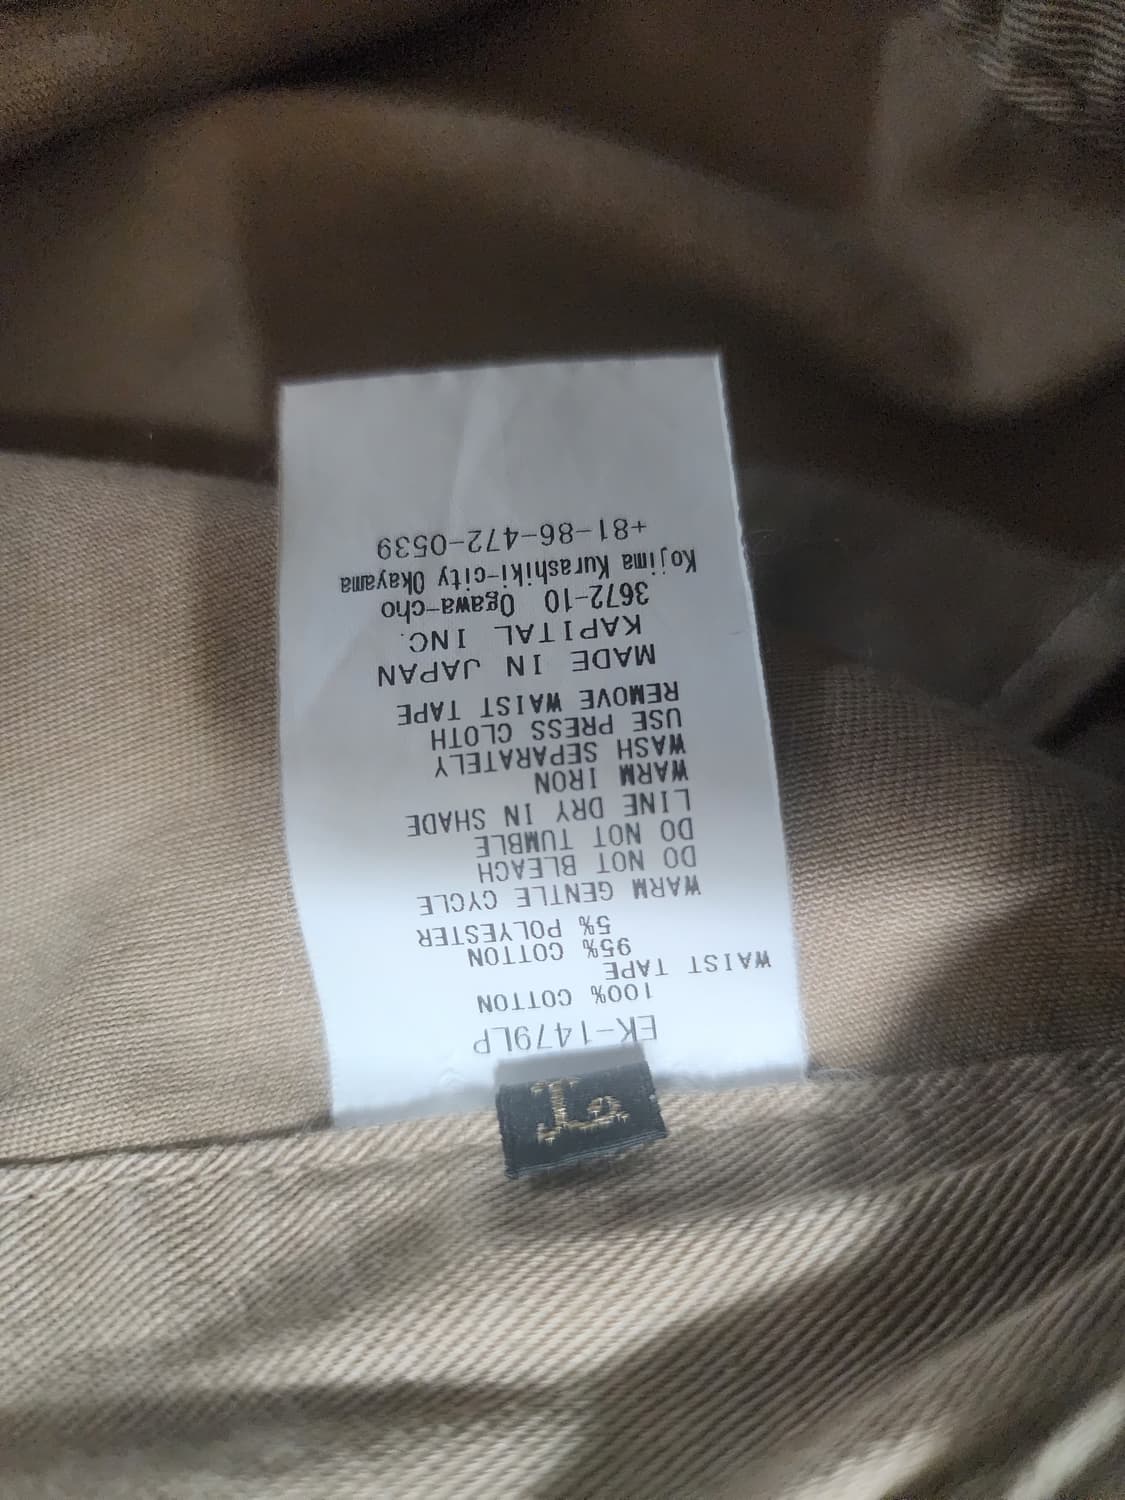 EK-1479LP
100% COTTON
WAIST TAPE
95% COTTON
5% POLYESTER
WARM GENTLE CYCLE
DO NOT BLEACH
DO NOT TUMBLE
LINE DRY IN SHADE
WARM IRON
WASH SEPARATELY
USE PRESS CLOTH
REMOVE WAIST TAPE
MADE IN JAPAN
KAPITAL INC.
3672-10 Ogawa-cho
Kojima Kurashiki-city Okayama
+81-86-472-0539